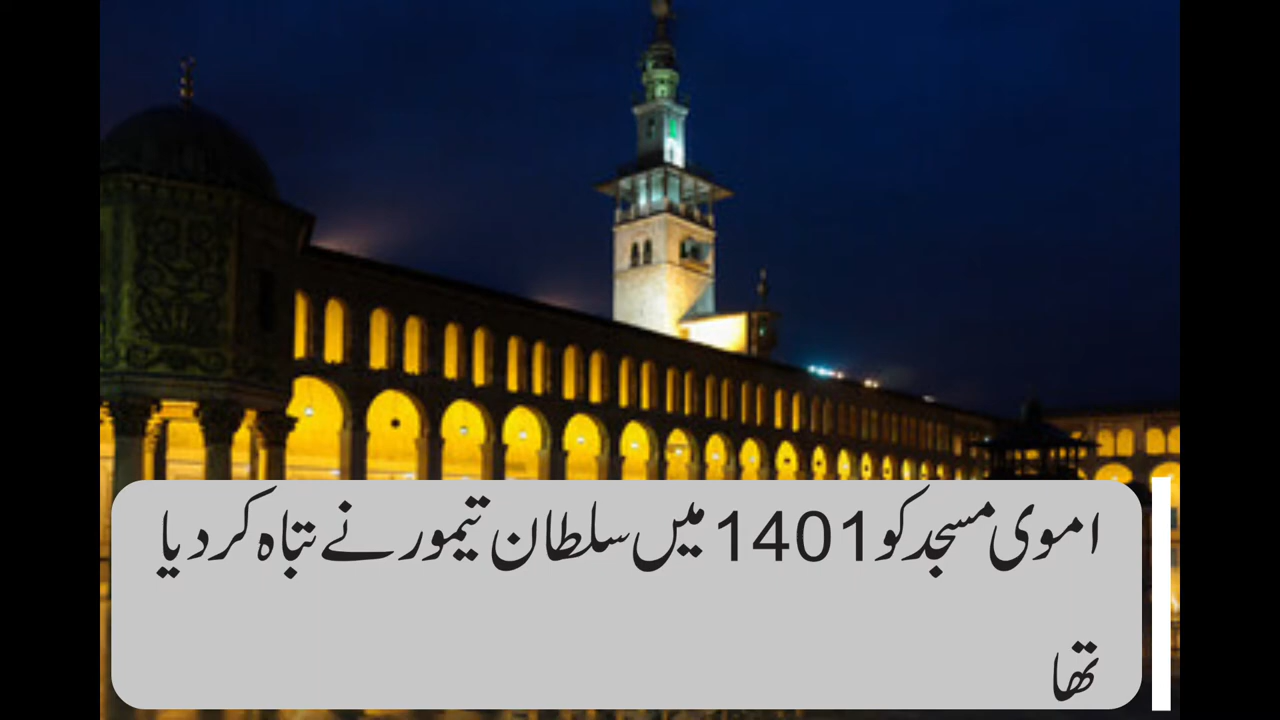 اموی مسجد کو 1401 میں سلطان تیمور نے تباہ کر دیا
تھا